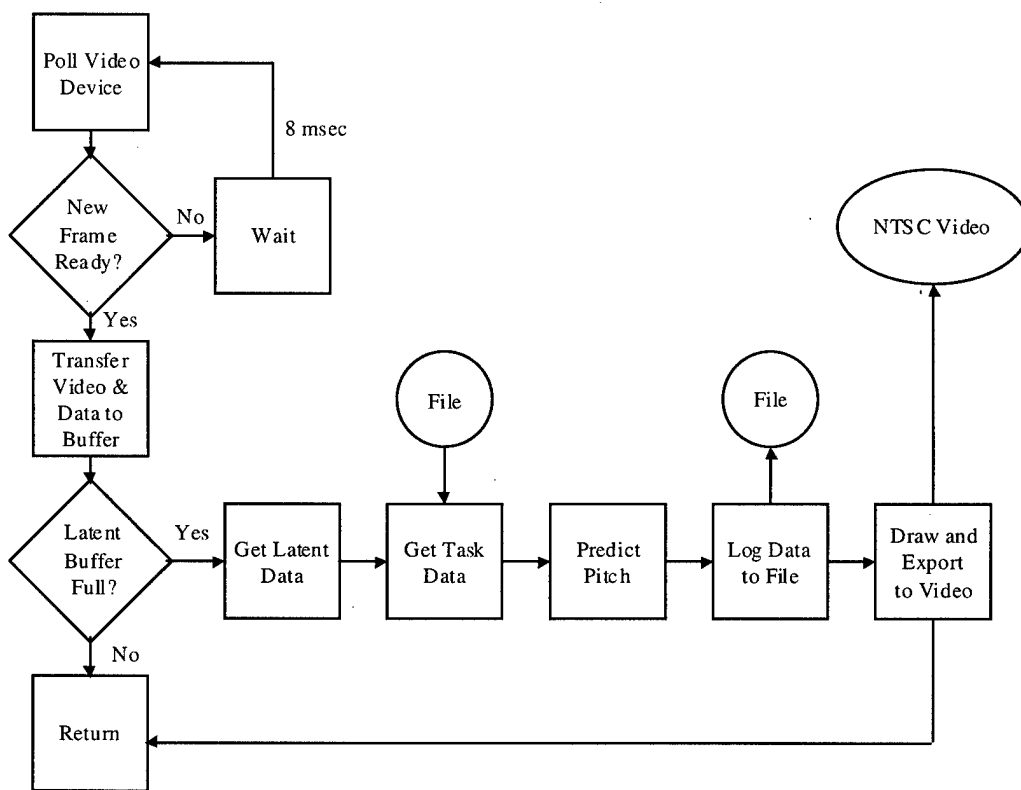 Poll Video
Device
8 msec
New
Frame
Ready?
No
Wait
NTSC Video
Yes
Transfer
Video &
Data to
Buffer
File
File
Latent
Buffer
Full?
Yes
Get Latent
Data
Get Task
Data
Predict
Pitch
Log Data
to File
Draw and
Export
to Video
No
Return